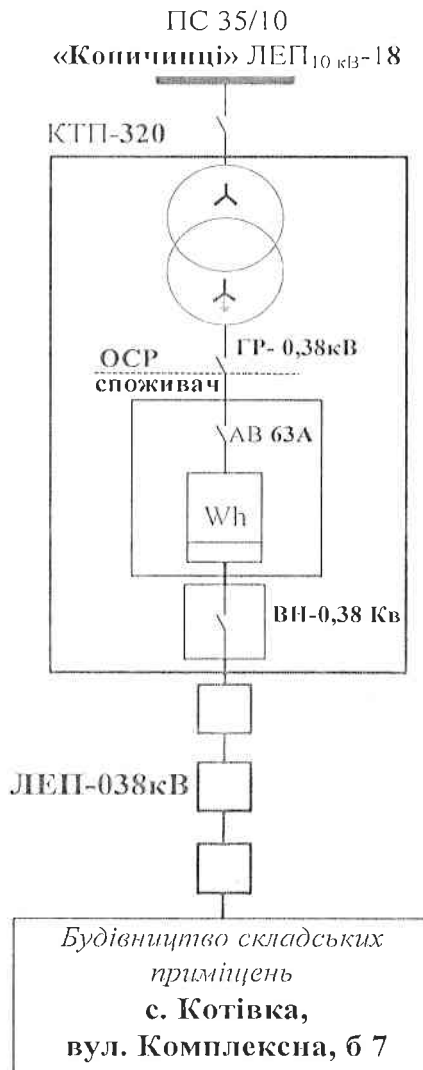 ПС 35/10
«Копичинці» ЛЕП10 кВ-18
КТП-320
ГР- 0,38кВ
ОСР
споживач
АВ 63А
Wh
ВН-0,38 Кв
ЛЕП-038кВ
Будівництво складських
приміщень
с. Котівка,
вул. Комплексна, б 7